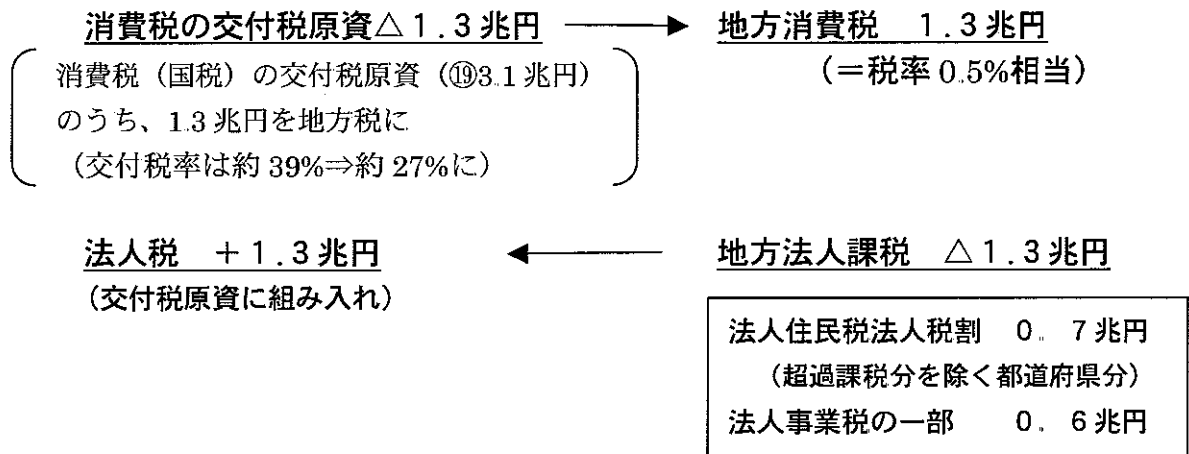 消費税の交付税原資△1.3兆円 → 地方消費税 1.3兆円
(=税率0.5%相当)
消費税(国税)の交付税原資(⑲3.1兆円)
のうち、1.3兆円を地方税に
(交付税率は約39%⇒約27%に)
法人税 +1.3兆円 ← 地方法人課税 △1.3兆円
(交付税原資に組み入れ)
法人住民税法人税割 0.7兆円
(超過課税分を除く都道府県分)
法人事業税の一部 0.6兆円